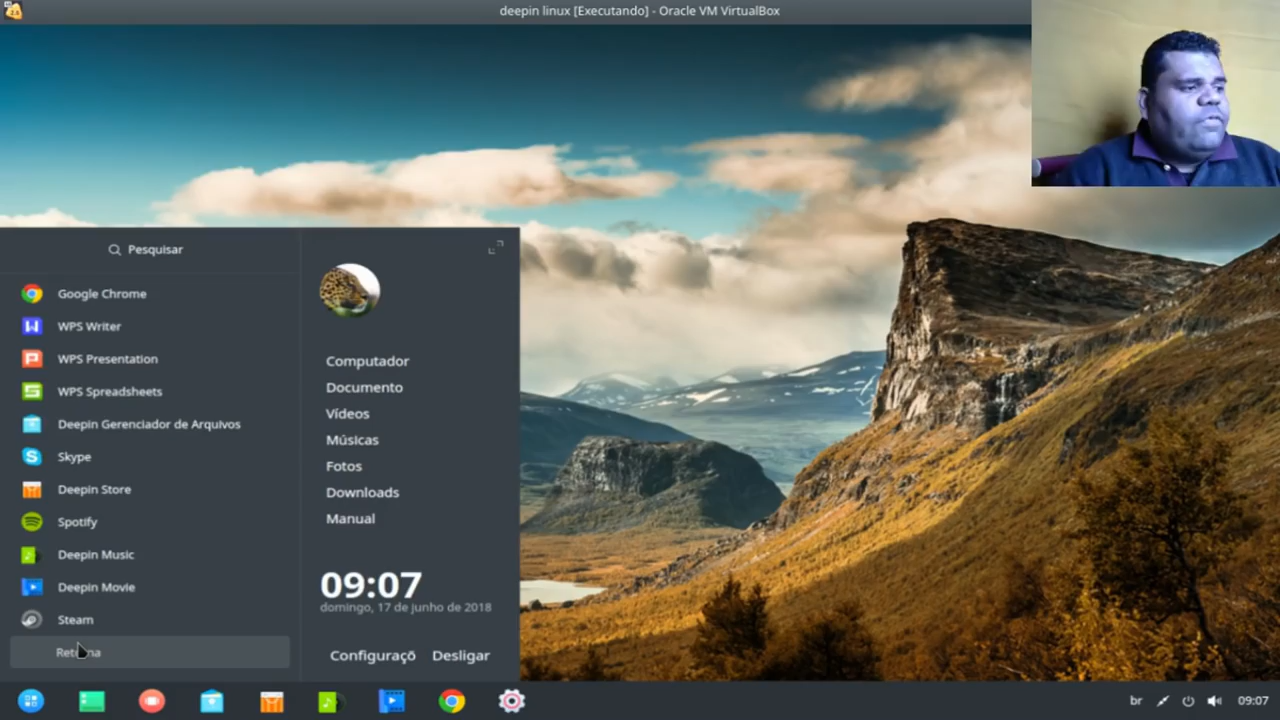 deepin linux [Executando] - Oracle VM VirtualBox
Pesquisar
Google Chrome
WPS Writer
WPS Presentation
WPS Spreadsheets
Deepin Gerenciador de Arquivos
Skype
Deepin Store
Spotify
Deepin Music
Deepin Movie
Steam
Computador
Documento
Vídeos
Músicas
Fotos
Downloads
Manual
09:07
domingo, 17 de junho de 2018
Configuraçõ
Desligar
br
09:07